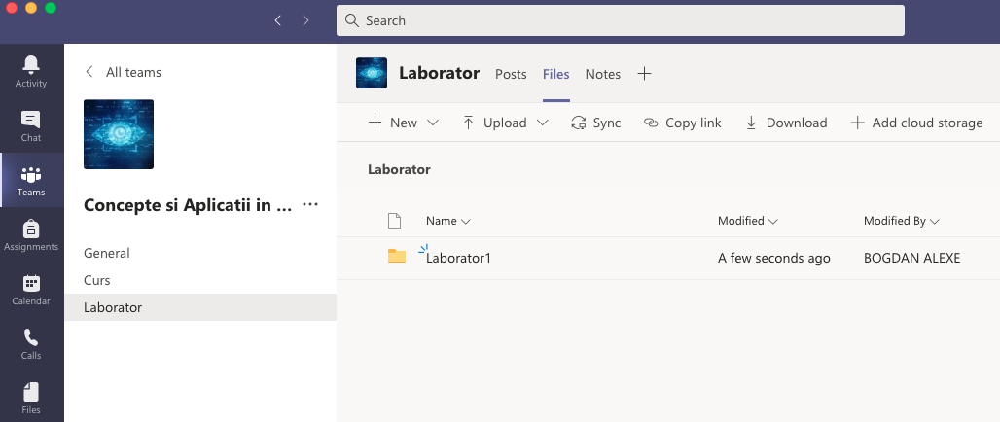 Search
Activity
Chat
Teams
Assignments
Calendar
Calls
Files
All teams
Concepte si Aplicatii in ...
General
Curs
Laborator
Laborator Posts Files Notes
New Upload Sync Copy link Download Add cloud storage
Laborator
Name Modified Modified By
Laborator1 A few seconds ago BOGDAN ALEXE